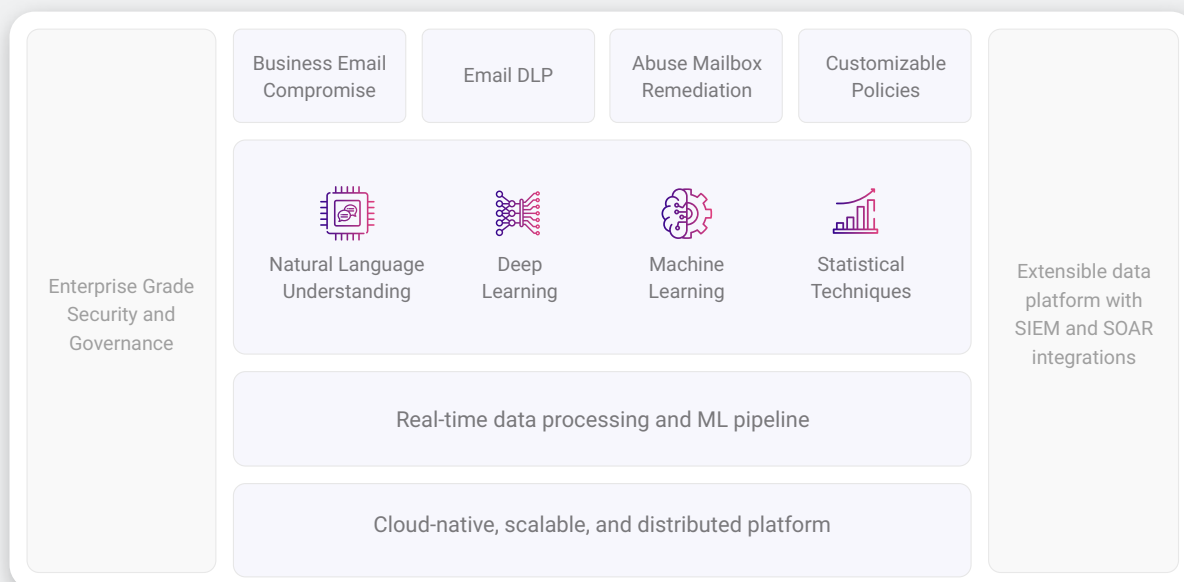 Business Email
Compromise
Email DLP
Abuse Mailbox
Remediation
Customizable
Policies
Enterprise Grade
Security and
Governance
Natural Language
Understanding
Deep
Learning
Machine
Learning
Statistical
Techniques
Extensible data
platform with
SIEM and SOAR
integrations
Real-time data processing and ML pipeline
Cloud-native, scalable, and distributed platform